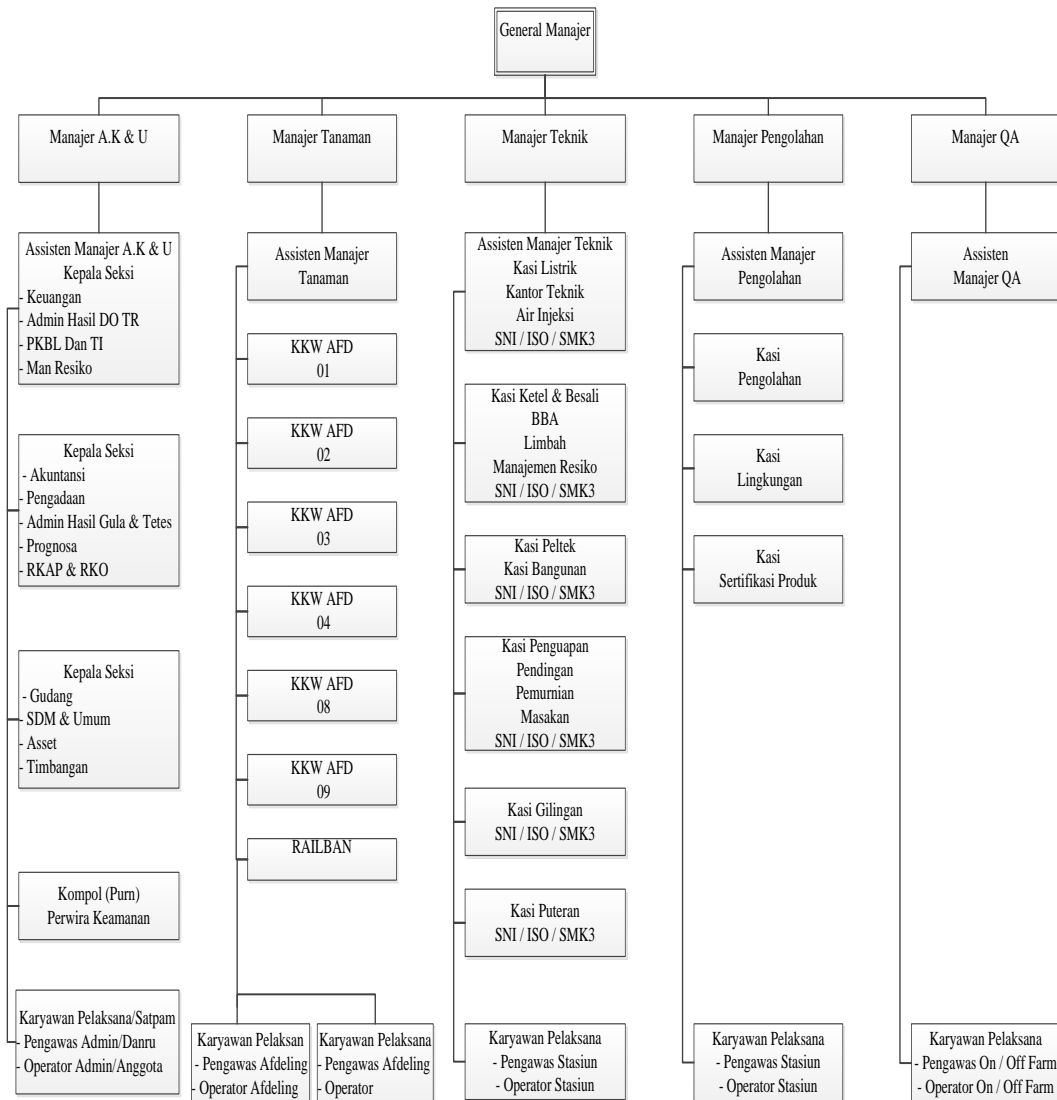 General Manajer
Manajer A.K & U
Manajer Tanaman
Manajer Teknik
Manajer Pengolahan
Manajer QA
Assisten Manajer A.K & U
Kepala Seksi
- Keuangan
- Admin Hasil DO TR
- PKBL Dan TI
- Man Resiko
Kepala Seksi
- Akuntansi
- Pengadaan
- Admin Hasil Gula & Tetes
- Prognosa
- RKAP & RKO
Kepala Seksi
- Gudang
- SDM & Umum
- Asset
- Timbangan
Kompol (Purn)
Perwira Keamanan
Karyawan Pelaksana/Satpam
- Pengawas Admin/Danru
- Operator Admin/Anggota
Assisten Manajer
Tanaman
KKW AFD
01
KKW AFD
02
KKW AFD
03
KKW AFD
04
KKW AFD
08
KKW AFD
09
RAILBAN
Karyawan Pelaksan
- Pengawas Afdeling
- Operator Afdeling
Karyawan Pelaksana
- Pengawas Afdeling
- Operator
Assisten Manajer Teknik
Kasi Listrik
Kantor Teknik
Air Injeksi
SNI / ISO / SMK3
Kasi Ketel & Besali
BBA
Limbah
Manajemen Resiko
SNI / ISO / SMK3
Kasi Peltek
Kasi Bangunan
SNI / ISO / SMK3
Kasi Penguapan
Pendingan
Pemurnian
Masakan
SNI / ISO / SMK3
Kasi Gilingan
SNI / ISO / SMK3
Kasi Puteran
SNI / ISO / SMK3
Karyawan Pelaksana
- Pengawas Stasiun
- Operator Stasiun
Assisten Manajer
Pengolahan
Kasi
Pengolahan
Kasi
Lingkungan
Kasi
Sertifikasi Produk
Karyawan Pelaksana
- Pengawas Stasiun
- Operator Stasiun
Assisten
Manajer QA
Karyawan Pelaksana
- Pengawas On / Off Farm
- Operator On / Off Farm